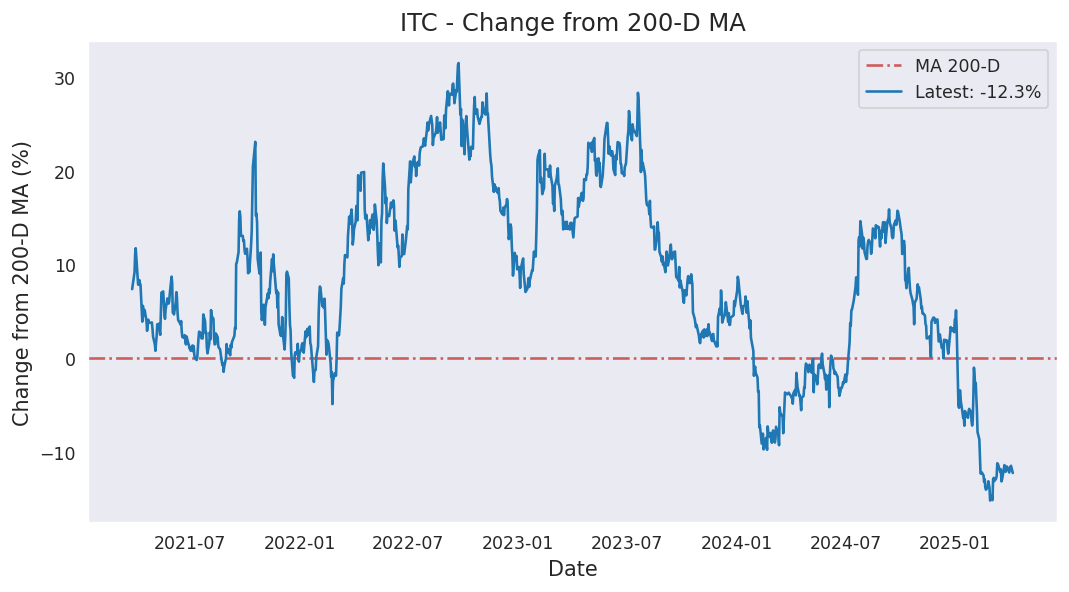 ITC - Change from 200-D MA
MA 200-D
Latest: -12.3%
Change from 200-D MA (%)
30
20
10
0
−10
2021-07 2022-01 2022-07 2023-01 2023-07 2024-01 2024-07 2025-01
Date